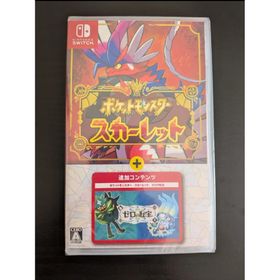 NINTENDO
SWITCH
ポケットモンスター
スカーレット
+
追加コンテンツ
ゼロの秘宝
A